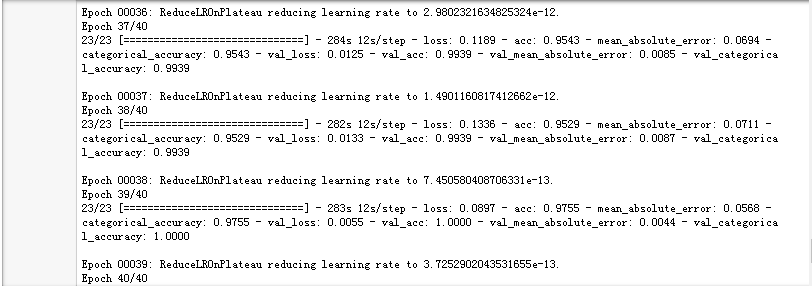 Epoch 00036: ReduceLROnPlateau reducing learning rate to 2.9802321634825324e-12.
Epoch 37/40
23/23 [==============================] - 284s 12s/step - loss: 0.1189 - acc: 0.9543 - mean_absolute_error: 0.0694 -
categorical_accuracy: 0.9543 - val_loss: 0.0125 - val_acc: 0.9939 - val_mean_absolute_error: 0.0085 - val_categorica
l_accuracy: 0.9939
Epoch 00037: ReduceLROnPlateau reducing learning rate to 1.4901160817412662e-12.
Epoch 38/40
23/23 [==============================] - 282s 12s/step - loss: 0.1336 - acc: 0.9529 - mean_absolute_error: 0.0711 -
categorical_accuracy: 0.9529 - val_loss: 0.0133 - val_acc: 0.9939 - val_mean_absolute_error: 0.0087 - val_categorica
l_accuracy: 0.9939
Epoch 00038: ReduceLROnPlateau reducing learning rate to 7.450580408706331e-13.
Epoch 39/40
23/23 [==============================] - 283s 12s/step - loss: 0.0897 - acc: 0.9755 - mean_absolute_error: 0.0568 -
categorical_accuracy: 0.9755 - val_loss: 0.0055 - val_acc: 1.0000 - val_mean_absolute_error: 0.0044 - val_categorica
l_accuracy: 1.0000
Epoch 00039: ReduceLROnPlateau reducing learning rate to 3.7252902043531655e-13.
Epoch 40/40